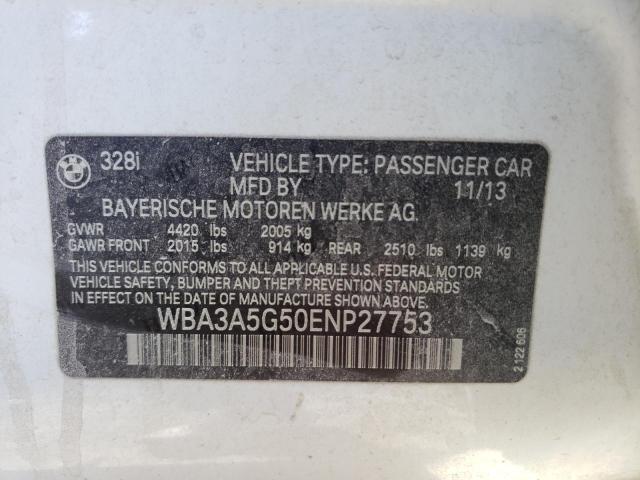 BMW
328i VEHICLE TYPE: PASSENGER CAR
MFD BY 11/13
BAYERISCHE MOTOREN WERKE AG.
GVWR 4420 lbs 2005 kg
GAWR FRONT 2015 lbs 914 kg REAR 2510 lbs 1139 kg
THIS VEHICLE CONFORMS TO ALL APPLICABLE U.S. FEDERAL MOTOR
VEHICLE SAFETY, BUMPER AND THEFT PREVENTION STANDARDS
IN EFFECT ON THE DATE OF MANUFACTURE SHOWN ABOVE.
WBA3A5G50ENP27753
2 122 606